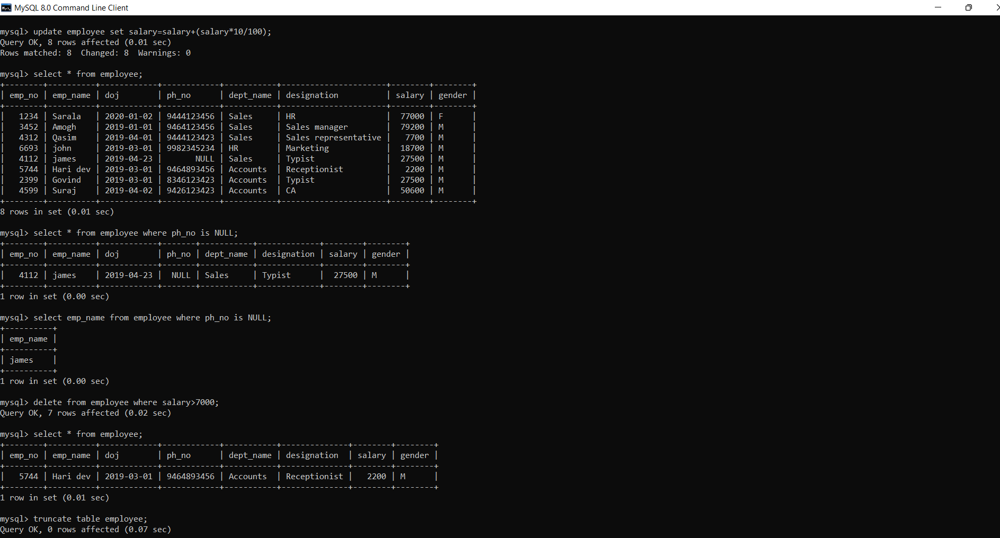 MySQL 8.0 Command Line Client
mysql> update employee set salary=salary+(salary*10/100);
Query OK, 8 rows affected (0.01 sec)
Rows matched: 8  Changed: 8  Warnings: 0
mysql> select * from employee;
+--------+----------+------------+------------+-----------+----------------------+--------+--------+
| emp_no | emp_name | doj        | ph_no      | dept_name | designation          | salary | gender |
+--------+----------+------------+------------+-----------+----------------------+--------+--------+
|   1234 | Sarala   | 2020-01-02 | 9444123456 | Sales     | HR                   |  77000 | F      |
|   3452 | Amogh    | 2019-01-01 | 9464123456 | Sales     | Sales manager        |  79200 | M      |
|   4312 | Qasim    | 2019-04-01 | 9444123423 | Sales     | Sales representative |   7700 | M      |
|   6693 | john     | 2019-03-01 | 9982345234 | HR        | Marketing            |  18700 | M      |
|   4112 | james    | 2019-04-23 |       NULL | Sales     | Typist               |  27500 | M      |
|   5744 | Hari dev | 2019-03-01 | 9464893456 | Accounts  | Receptionist         |   2200 | M      |
|   2399 | Govind   | 2019-03-01 | 8346123423 | Accounts  | Typist               |  27500 | M      |
|   4599 | Suraj    | 2019-04-02 | 9426123423 | Accounts  | CA                   |  50600 | M      |
+--------+----------+------------+------------+-----------+----------------------+--------+--------+
8 rows in set (0.01 sec)
mysql> select * from employee where ph_no is NULL;
+--------+----------+------------+-------+-----------+-------------+--------+--------+
| emp_no | emp_name | doj        | ph_no | dept_name | designation | salary | gender |
+--------+----------+------------+-------+-----------+-------------+--------+--------+
|   4112 | james    | 2019-04-23 |  NULL | Sales     | Typist      |  27500 | M      |
+--------+----------+------------+-------+-----------+-------------+--------+--------+
1 row in set (0.00 sec)
mysql> select emp_name from employee where ph_no is NULL;
+----------+
| emp_name |
+----------+
| james    |
+----------+
1 row in set (0.00 sec)
mysql> delete from employee where salary>7000;
Query OK, 7 rows affected (0.02 sec)
mysql> select * from employee;
+--------+----------+------------+------------+-----------+--------------+--------+--------+
| emp_no | emp_name | doj        | ph_no      | dept_name | designation  | salary | gender |
+--------+----------+------------+------------+-----------+--------------+--------+--------+
|   5744 | Hari dev | 2019-03-01 | 9464893456 | Accounts  | Receptionist |   2200 | M      |
+--------+----------+------------+------------+-----------+--------------+--------+--------+
1 row in set (0.01 sec)
mysql> truncate table employee;
Query OK, 0 rows affected (0.07 sec)